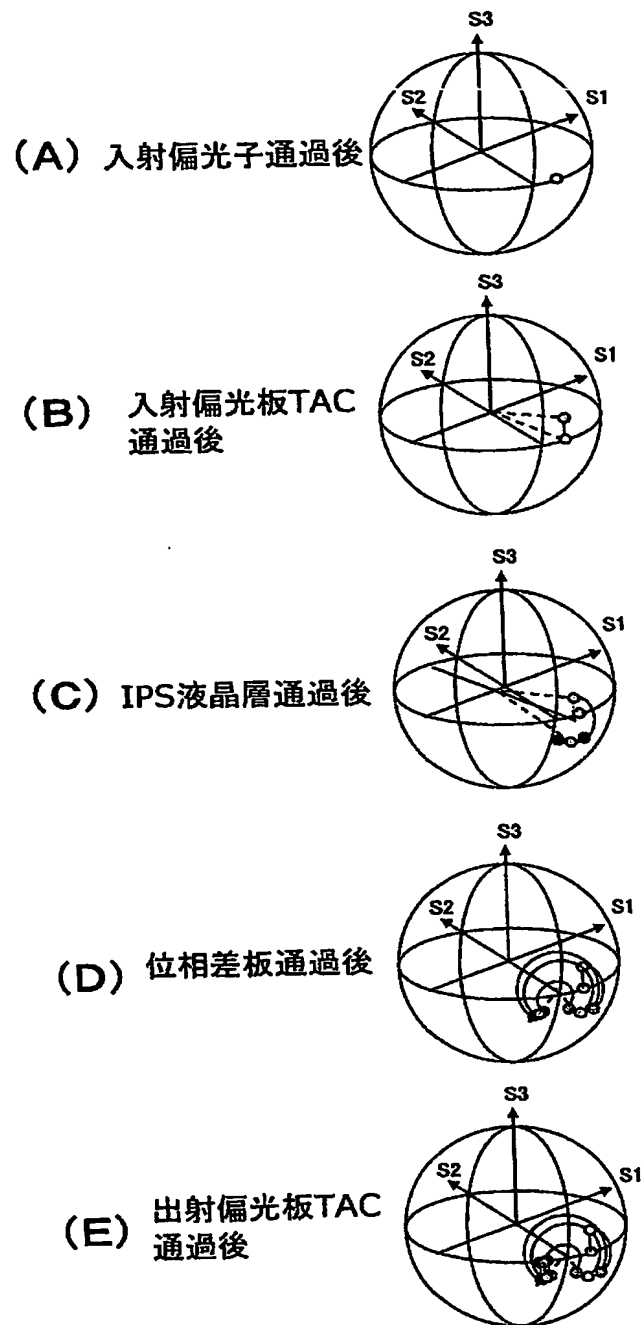 S3
S2
S1
(A) 入射偏光子通過後
S3
S2
S1
(B) 入射偏光板TAC
通過後
S3
S2
S1
(C) IPS液晶層通過後
S3
S2
S1
(D) 位相差板通過後
S3
S2
S1
(E) 出射偏光板TAC
通過後